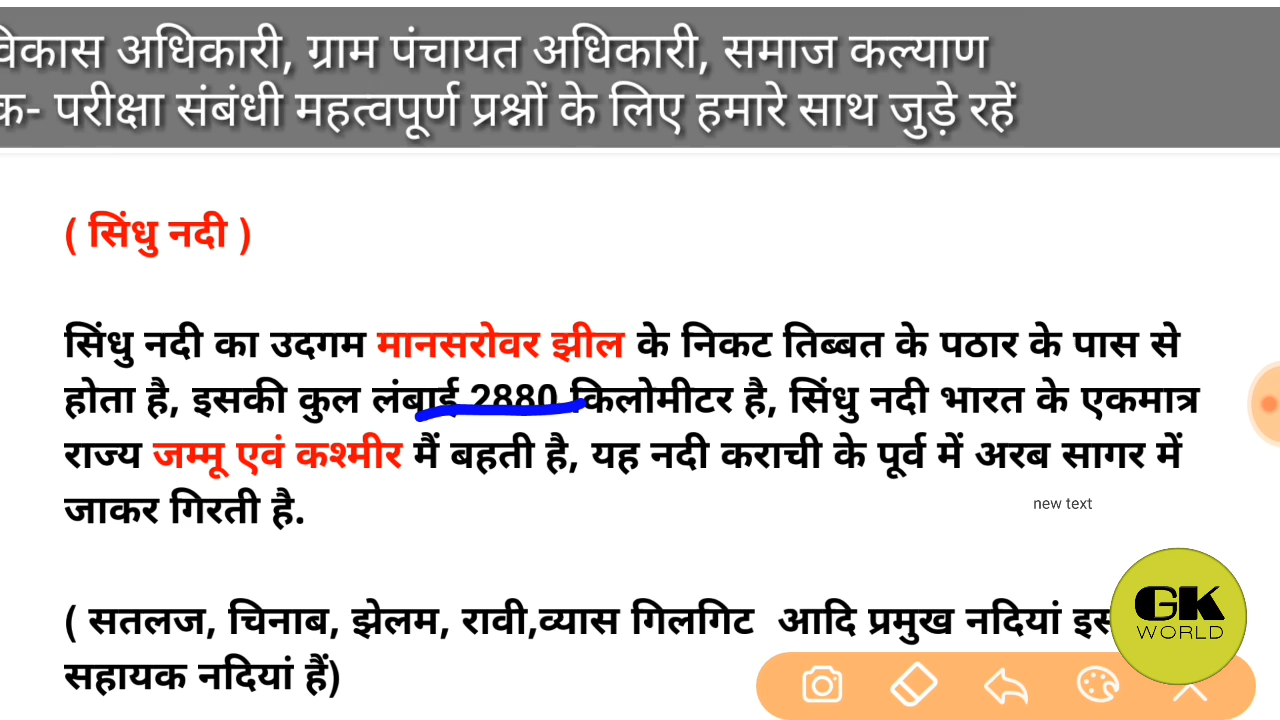 विकास अधिकारी, ग्राम पंचायत अधिकारी, समाज कल्याण
क- परीक्षा संबंधी महत्वपूर्ण प्रश्नों के लिए हमारे साथ जुड़े रहें
( सिंधु नदी )
सिंधु नदी का उदगम मानसरोवर झील के निकट तिब्बत के पठार के पास से
होता है, इसकी कुल लंबाई 2880 किलोमीटर है, सिंधु नदी भारत के एकमात्र
राज्य जम्मू एवं कश्मीर मैं बहती है, यह नदी कराची के पूर्व में अरब सागर में
जाकर गिरती है.
new text
( सतलज, चिनाब, झेलम, रावी,व्यास गिलगिट आदि प्रमुख नदियां
सहायक नदियां हैं)
GK
WORLD